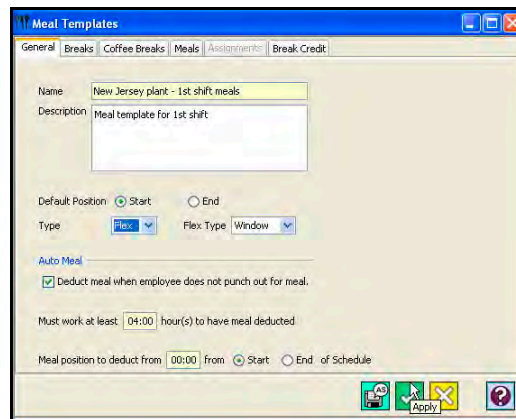 Meal Templates
General Breaks Coffee Breaks Meals Assignments Break Credit
Name New Jersey plant - 1st shift meals
Description Meal template for 1st shift
Default Position Start End
Type Flex Flex Type Window
Auto Meal
Deduct meal when employee does not punch out for meal.
Must work at least 04:00 hour(s) to have meal deducted
Meal position to deduct from 00:00 from Start End of Schedule
AS
?
Apply